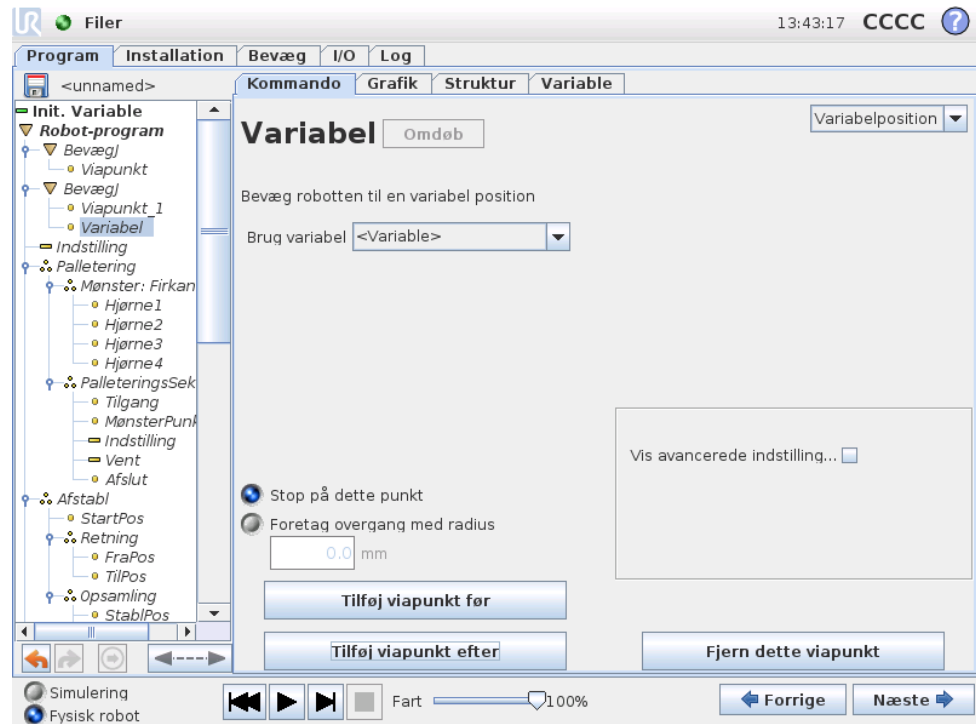 UR Filer 13:43:17 CCCC ?
Program Installation Bevæg I/O Log
<unnamed>
Kommando Grafik Struktur Variable
Init. Variable
Robot-program
BevægJ
Viapunkt
BevægJ
Viapunkt_1
Variabel
Indstilling
Palletering
Mønster: Firkan
Hjørne1
Hjørne2
Hjørne3
Hjørne4
PalleteringsSek
Tilgang
MønsterPunk
Indstilling
Vent
Afslut
Afstabl
StartPos
Retning
FraPos
TilPos
Opsamling
StablPos
Variabel Omdøb
Variabelposition
Bevæg robotten til en variabel position
Brug variabel <Variable>
Vis avancerede indstilling...
Stop på dette punkt
Foretag overgang med radius
0.0 mm
Tilføj viapunkt før
Tilføj viapunkt efter
Fjern dette viapunkt
Simulering
Fysisk robot
Fart 100%
Forrige
Næste